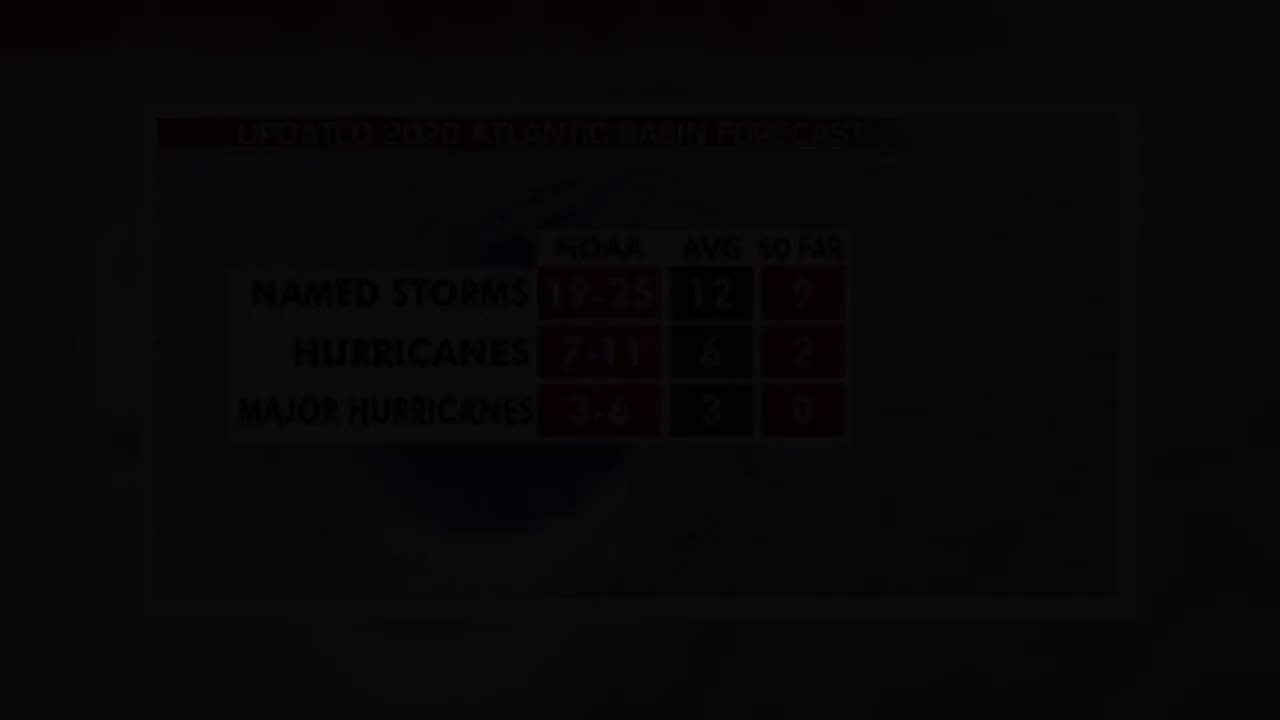 UPDATED 2020 ATLANTIC BASIN FORECAST
NOAA AVG SO FAR
NAMED STORMS 19-25 12 9
HURRICANES 7-11 6 2
MAJOR HURRICANES 3-6 3 0